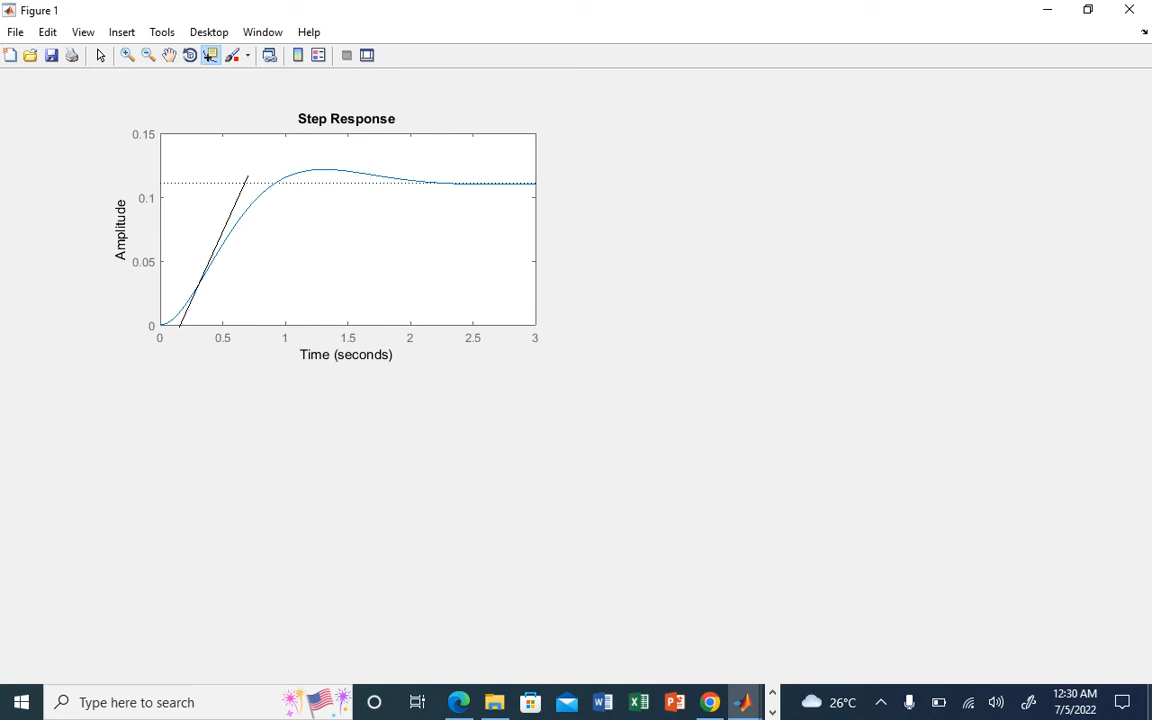 Figure 1
File Edit View Insert Tools Desktop Window Help
Step Response
0.15
0.1
0.05
0
Amplitude
0 0.5 1 1.5 2 2.5 3
Time (seconds)
Type here to search
26°C
12:30 AM
7/5/2022